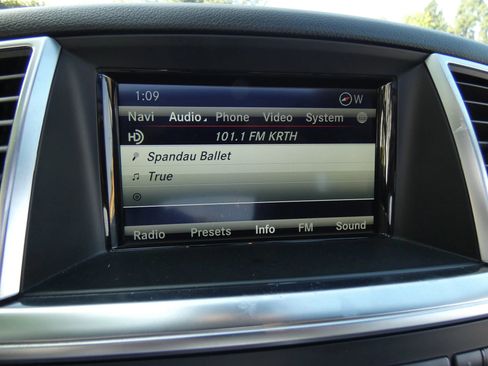 1:09 W
Navi Audio Phone Video System
HD 101.1 FM KRTH
Spandau Ballet
True
Radio Presets Info FM Sound